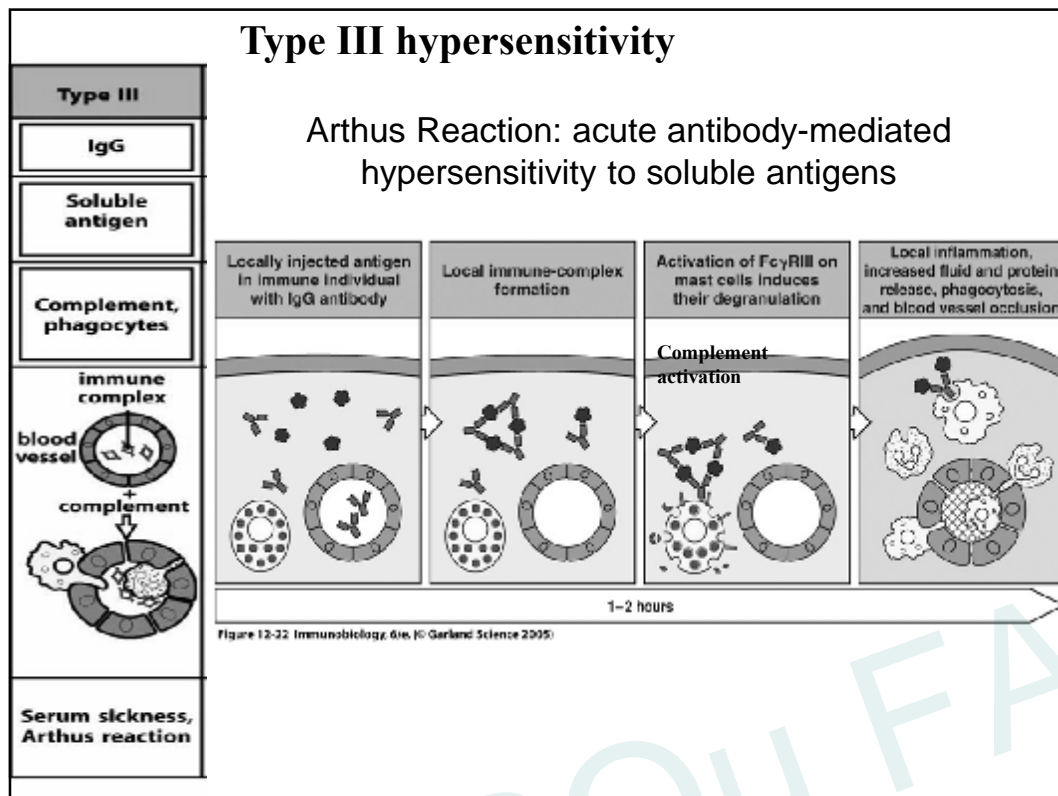 Type III hypersensitivity
Arthus Reaction: acute antibody-mediated
hypersensitivity to soluble antigens
Type III
IgG
Soluble
antigen
Complement,
phagocytes
immune
complex
blood
vessel
+
complement
Serum sickness,
Arthus reaction
Locally injected antigen
in immune individual
with IgG antibody
Local immune-complex
formation
Activation of FcγRIII on
mast cells induces
their degranulation
Local inflammation,
increased fluid and protein
release, phagocytosis,
and blood vessel occlusion
Complement
activation
1–2 hours
Figure 12-22 Immunobiology, 6/e. (© Garland Science 2005)